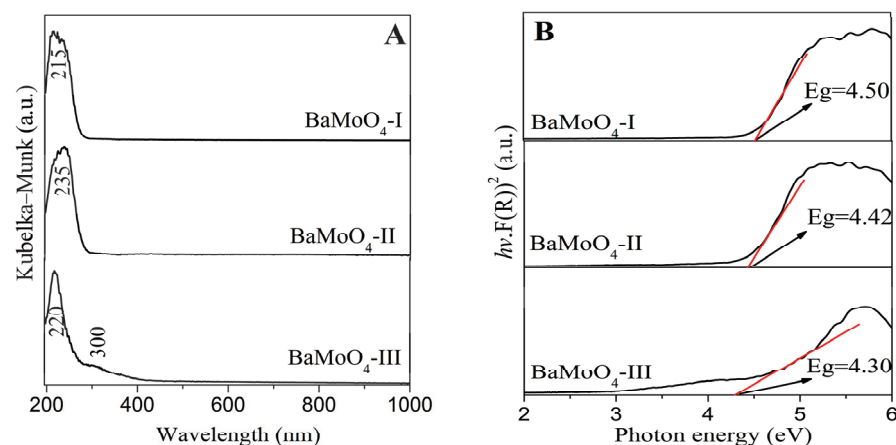 A
Kubelka–Munk (a.u.)
215
BaMoO₄-I
235
BaMoO₄-II
220
300
BaMoO₄-III
200 400 600 800 1000
Wavelength (nm)
B
hν.F(R))² (a.u.)
Eg=4.50
BaMoO₄-I
Eg=4.42
BaMoO₄-II
Eg=4.30
BaMoO₄-III
2 3 4 5 6
Photon energy (eV)